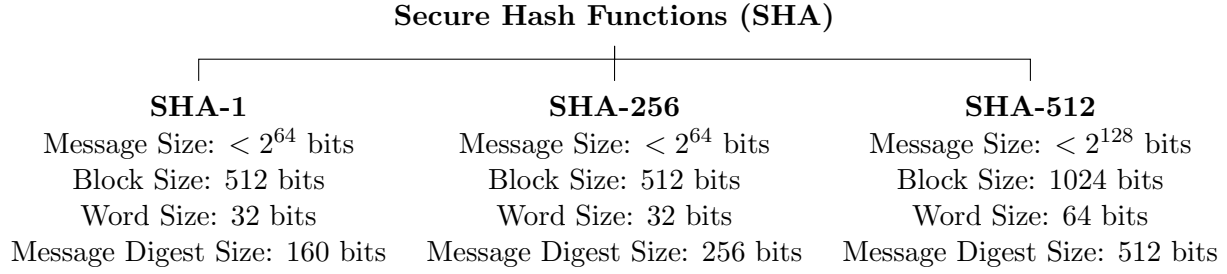 Secure Hash Functions (SHA)
SHA-1
Message Size: < 2^64 bits
Block Size: 512 bits
Word Size: 32 bits
Message Digest Size: 160 bits
SHA-256
Message Size: < 2^64 bits
Block Size: 512 bits
Word Size: 32 bits
Message Digest Size: 256 bits
SHA-512
Message Size: < 2^128 bits
Block Size: 1024 bits
Word Size: 64 bits
Message Digest Size: 512 bits